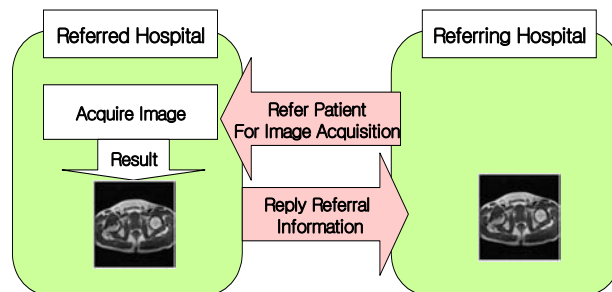 Referred Hospital
Referring Hospital
Acquire Image
Refer Patient
For Image Acquisition
Result
Reply Referral
Information